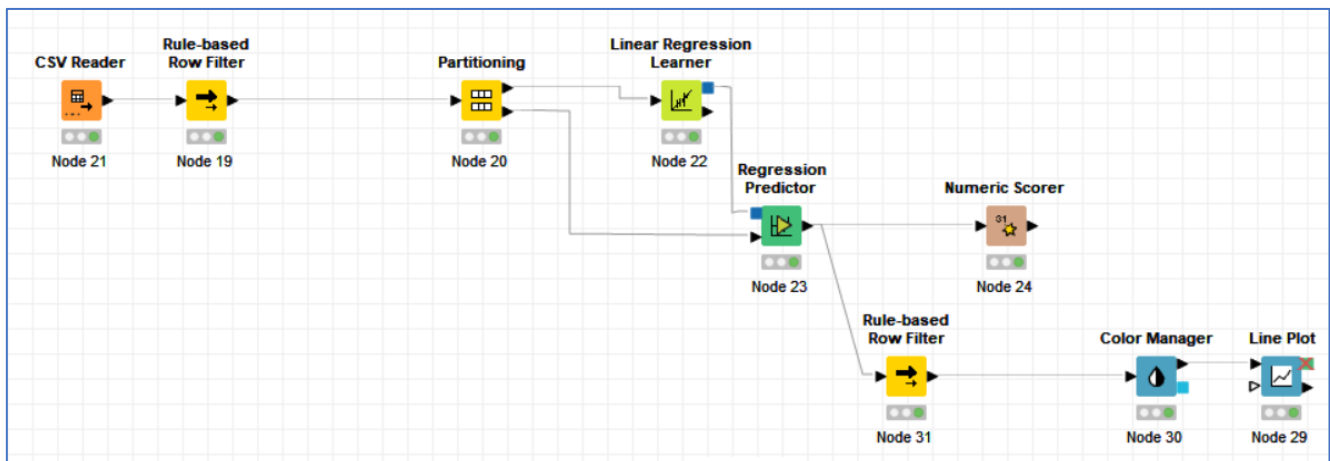 CSV Reader
Node 21
Rule-based
Row Filter
Node 19
Partitioning
Node 20
Linear Regression
Learner
Node 22
Regression
Predictor
Node 23
Numeric Scorer
31
Node 24
Rule-based
Row Filter
Node 31
Color Manager
Node 30
Line Plot
Node 29